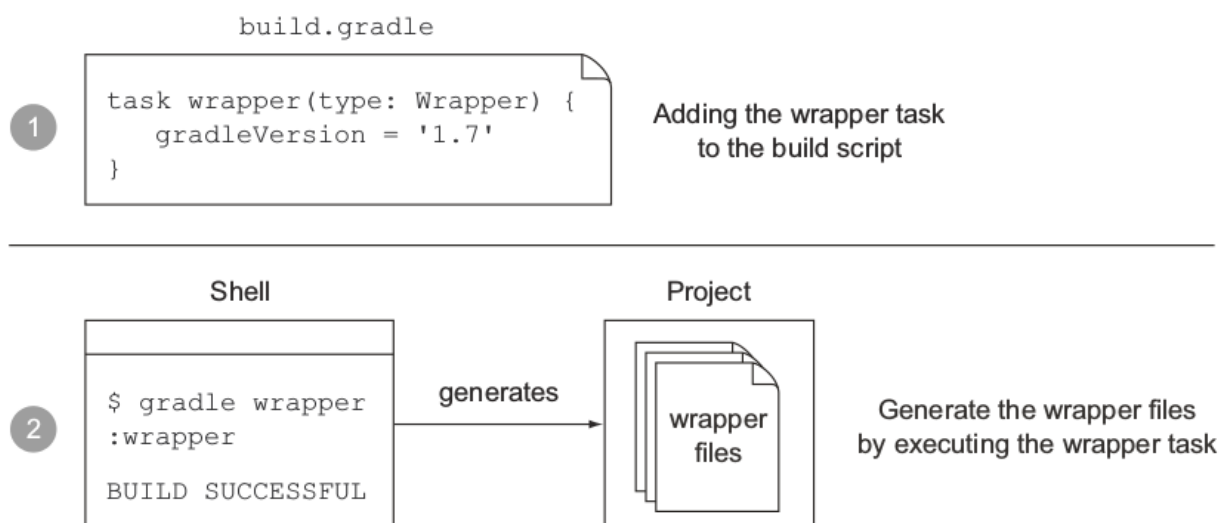 build.gradle
1
task wrapper(type: Wrapper) {
gradleVersion = '1.7'
}
Adding the wrapper task
to the build script
Shell
Project
2
$ gradle wrapper
:wrapper
BUILD SUCCESSFUL
generates
wrapper
files
Generate the wrapper files
by executing the wrapper task